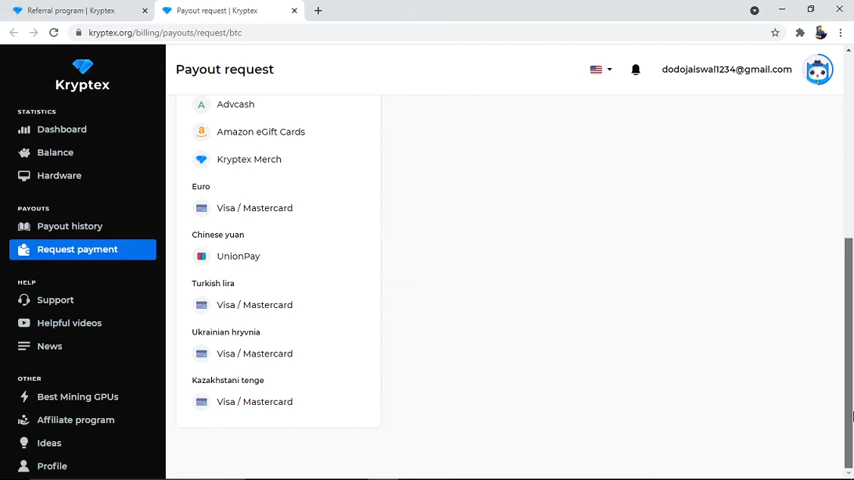 Referral program | Kryptex
Payout request | Kryptex
kryptex.org/billing/payouts/request/btc
Kryptex
STATISTICS
Dashboard
Balance
Hardware
PAYOUTS
Payout history
Request payment
HELP
Support
Helpful videos
News
OTHER
Best Mining GPUs
Affiliate program
Ideas
Profile
Payout request
dodojaiswal1234@gmail.com
Advcash
Amazon eGift Cards
Kryptex Merch
Euro
Visa / Mastercard
Chinese yuan
UnionPay
Turkish lira
Visa / Mastercard
Ukrainian hryvnia
Visa / Mastercard
Kazakhstani tenge
Visa / Mastercard